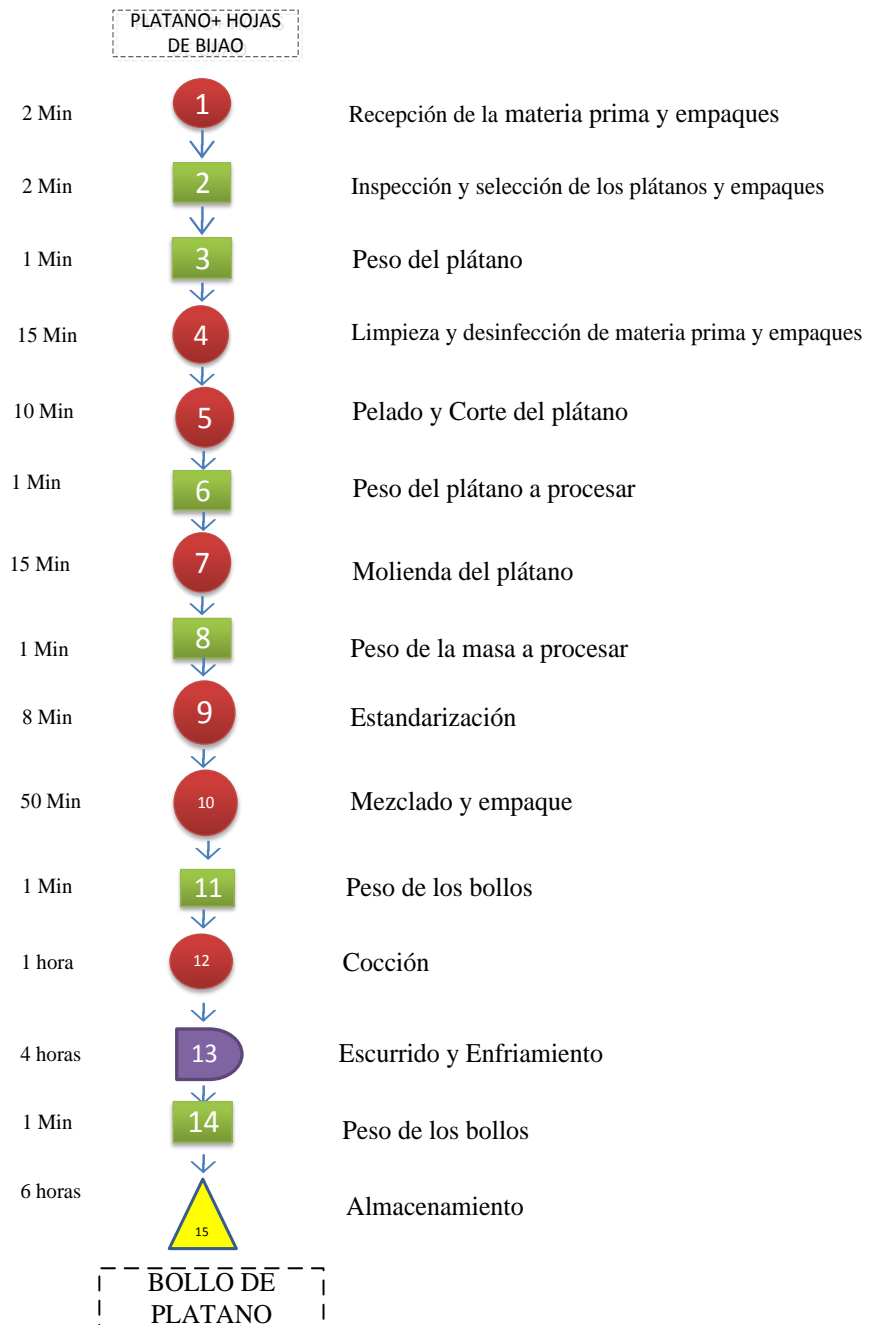 PLATANO+ HOJAS
DE BIJAO
2 Min 1 Recepción de la materia prima y empaques
2 Min 2 Inspección y selección de los plátanos y empaques
1 Min 3 Peso del plátano
15 Min 4 Limpieza y desinfección de materia prima y empaques
10 Min 5 Pelado y Corte del plátano
1 Min 6 Peso del plátano a procesar
15 Min 7 Molienda del plátano
1 Min 8 Peso de la masa a procesar
8 Min 9 Estandarización
50 Min 10 Mezclado y empaque
1 Min 11 Peso de los bollos
1 hora 12 Cocción
4 horas 13 Escurrido y Enfriamiento
1 Min 14 Peso de los bollos
6 horas 15 Almacenamiento
BOLLO DE
PLATANO